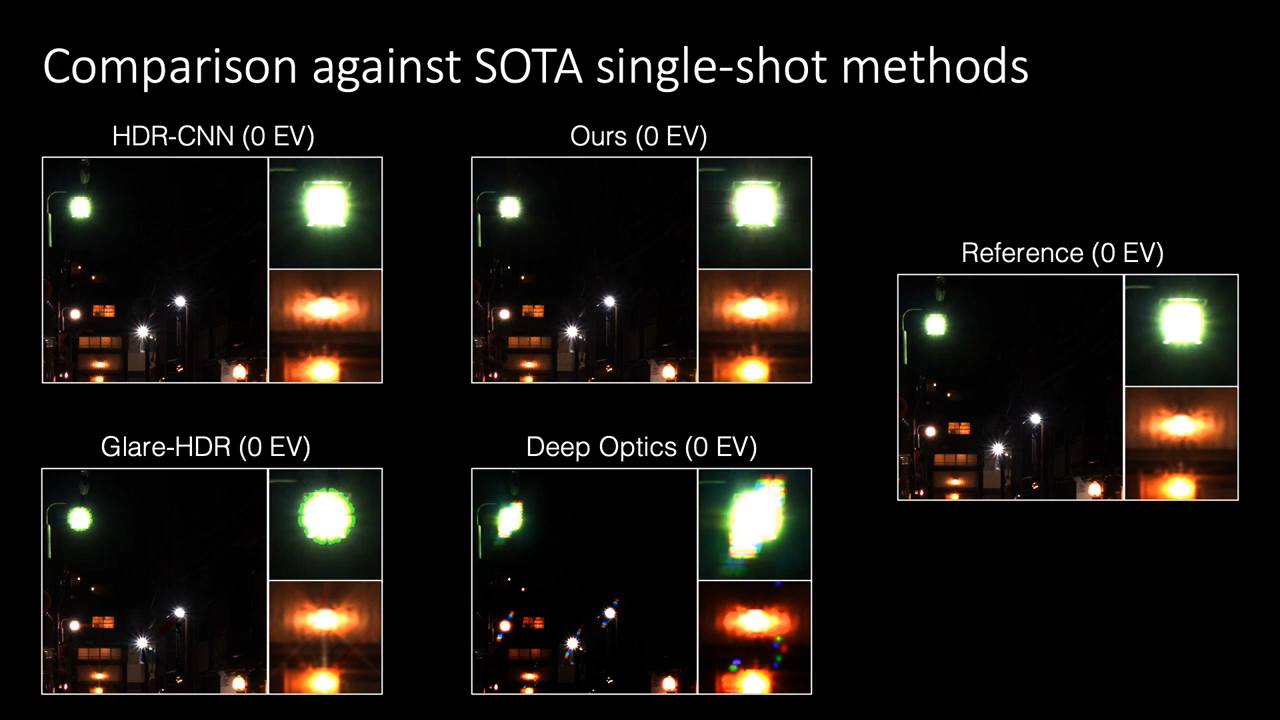 Comparison against SOTA single-shot methods
HDR-CNN (0 EV)
Ours (0 EV)
Reference (0 EV)
Glare-HDR (0 EV)
Deep Optics (0 EV)